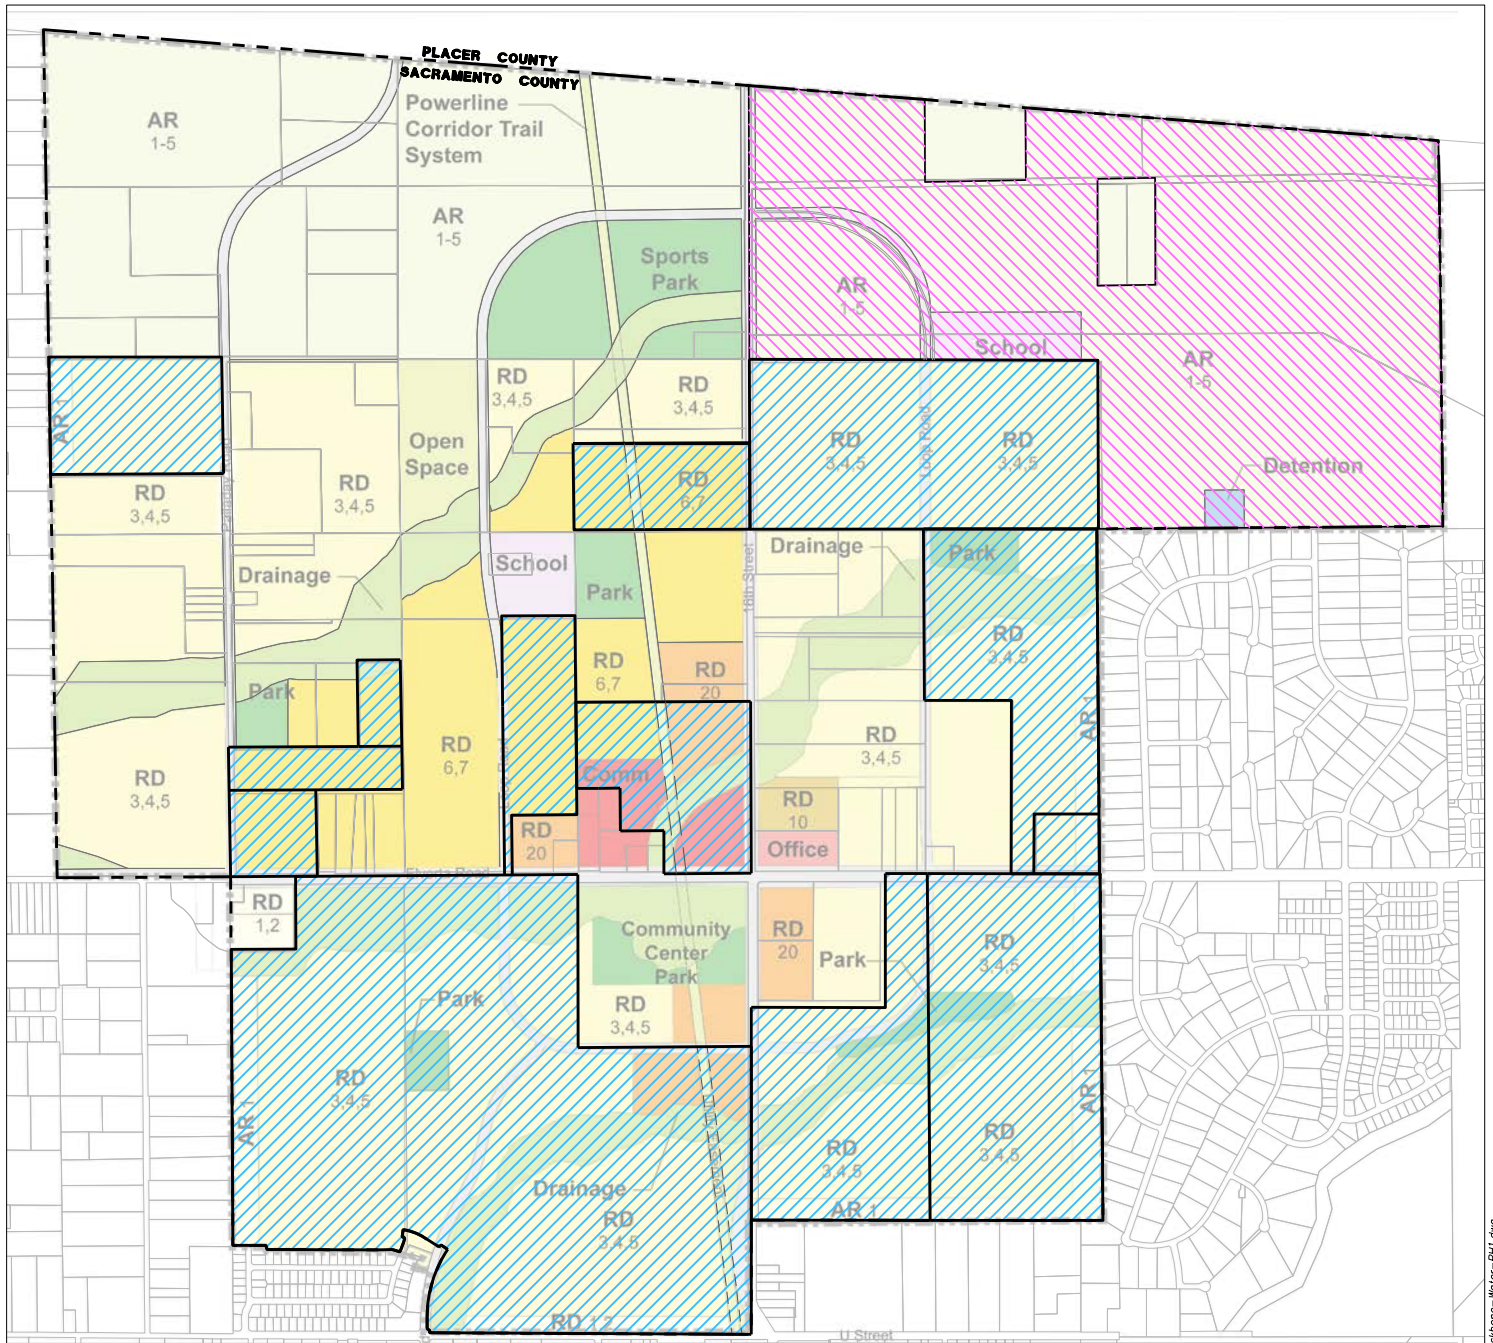 PLACER COUNTY
SACRAMENTO COUNTY
Powerline
Corridor Trail
System
AR
1-5
AR
1-5
Sports
Park
AR
1-5
School
AR
1-5
RD
3,4,5
RD
3,4,5
AR 1
Open
Space
RD
3,4,5
Loop Road
RD
3,4,5
Detention
RD
3,4,5
RD
3,4,5
RD
6,7
School
Drainage
Park
Drainage
Park
16th Street
RD
3,4,5
RD
6,7
RD
20
Park
AR 1
RD
3,4,5
RD
6,7
RD
3,4,5
Comm
RD
10
RD
20
Office
Elverta Road
RD
1,2
Community
Center
Park
RD
20
Park
RD
3,4,5
Park
RD
3,4,5
RD
3,4,5
AR 1
AR 1
RD
3,4,5
RD
3,4,5
Drainage
RD
3,4,5
AR 1
RD 1,2
U Street